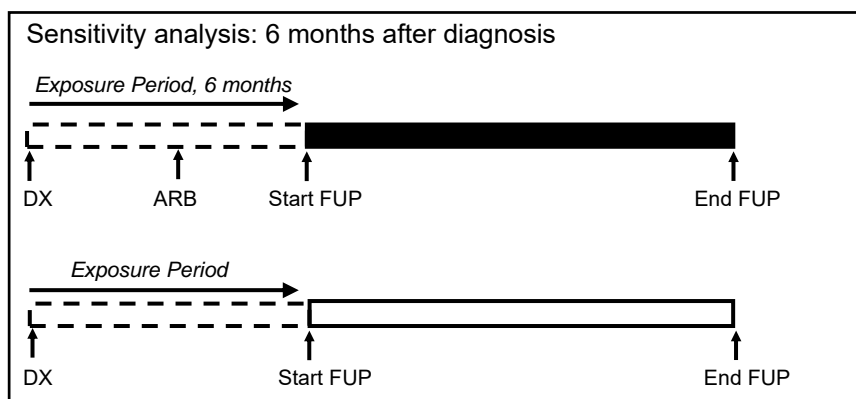 Sensitivity analysis: 6 months after diagnosis
Exposure Period, 6 months
DX ARB Start FUP End FUP
Exposure Period
DX Start FUP End FUP